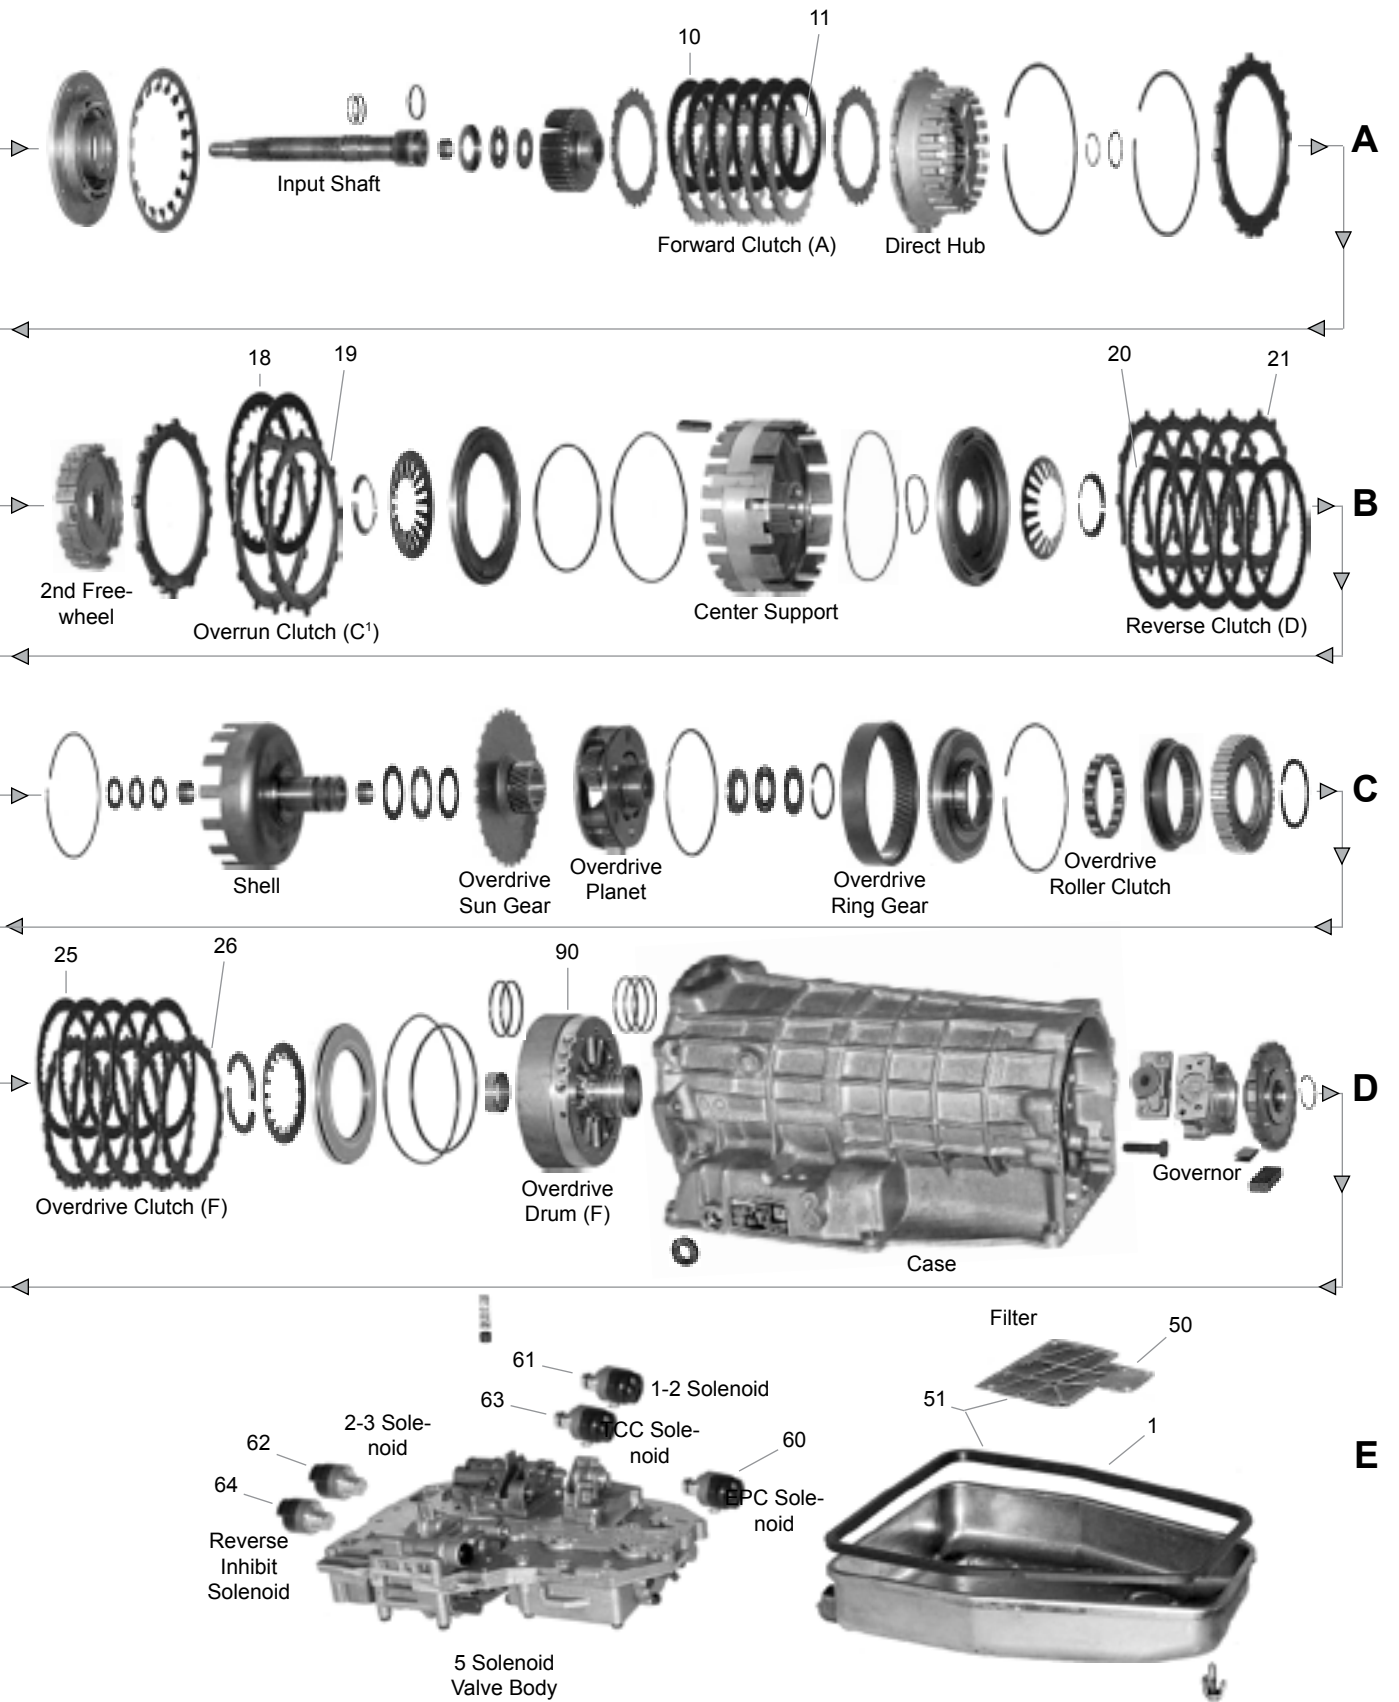 10
11
A
Input Shaft
Forward Clutch (A)
Direct Hub
18
19
20
21
B
2nd Free-
wheel
Overrun Clutch (C¹)
Center Support
Reverse Clutch (D)
C
Shell
Overdrive
Sun Gear
Overdrive
Planet
Overdrive
Ring Gear
Overdrive
Roller Clutch
25
26
90
D
Overdrive Clutch (F)
Overdrive
Drum (F)
Case
Governor
Filter
50
51
1
E
61
1-2 Solenoid
63
TCC Sole-
noid
2-3 Sole-
noid
62
64
60
EPC Sole-
noid
Reverse
Inhibit
Solenoid
5 Solenoid
Valve Body